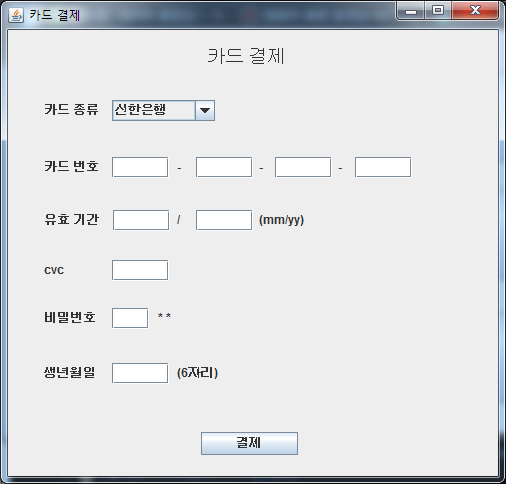 카드 결제
카드 결제
카드 종류 신한은행
카드 번호 - - -
유효 기간 / (mm/yy)
cvc
비밀번호 * *
생년월일 (6자리)
결제